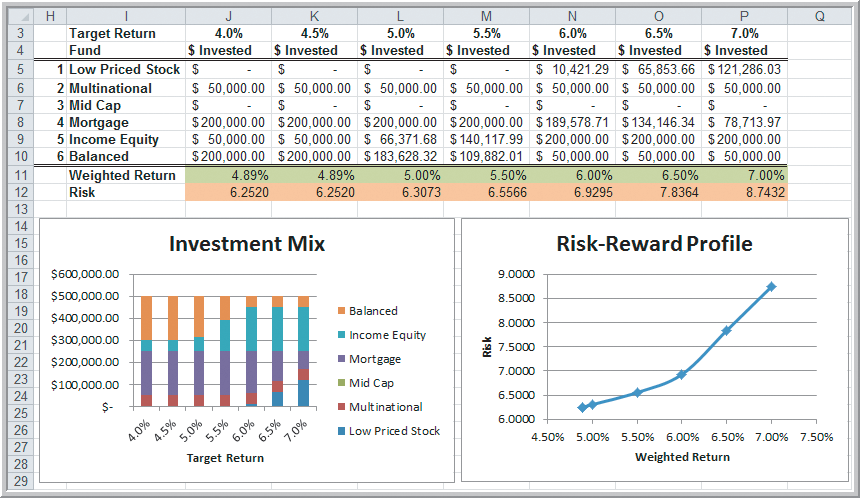 H I J K L M N O P Q
3 Target Return 4.0% 4.5% 5.0% 5.5% 6.0% 6.5% 7.0%
4 Fund $ Invested $ Invested $ Invested $ Invested $ Invested $ Invested $ Invested
5 1 Low Priced Stock $ - $ - $ - $ - $ 10,421.29 $ 65,853.66 $121,286.03
6 2 Multinational $ 50,000.00 $ 50,000.00 $ 50,000.00 $ 50,000.00 $ 50,000.00 $ 50,000.00 $ 50,000.00
7 3 Mid Cap $ - $ - $ - $ - $ - $ - $ -
8 4 Mortgage $200,000.00 $200,000.00 $200,000.00 $200,000.00 $189,578.71 $134,146.34 $ 78,713.97
9 5 Income Equity $ 50,000.00 $ 50,000.00 $ 66,371.68 $140,117.99 $200,000.00 $200,000.00 $200,000.00
10 6 Balanced $200,000.00 $200,000.00 $183,628.32 $109,882.01 $ 50,000.00 $ 50,000.00 $ 50,000.00
11 Weighted Return 4.89% 4.89% 5.00% 5.50% 6.00% 6.50% 7.00%
12 Risk 6.2520 6.2520 6.3073 6.5566 6.9295 7.8364 8.7432
13
14
15
16
17
18
19
20
21
22
23
24
25
26
27
28
29
Investment Mix
$600,000.00
$500,000.00
$400,000.00
$300,000.00
$200,000.00
$100,000.00
$-
4.0% 4.5% 5.0% 5.5% 6.0% 6.5% 7.0%
Target Return
Balanced
Income Equity
Mortgage
Mid Cap
Multinational
Low Priced Stock
Risk-Reward Profile
Risk
9.0000
8.5000
8.0000
7.5000
7.0000
6.5000
6.0000
4.50% 5.00% 5.50% 6.00% 6.50% 7.00% 7.50%
Weighted Return